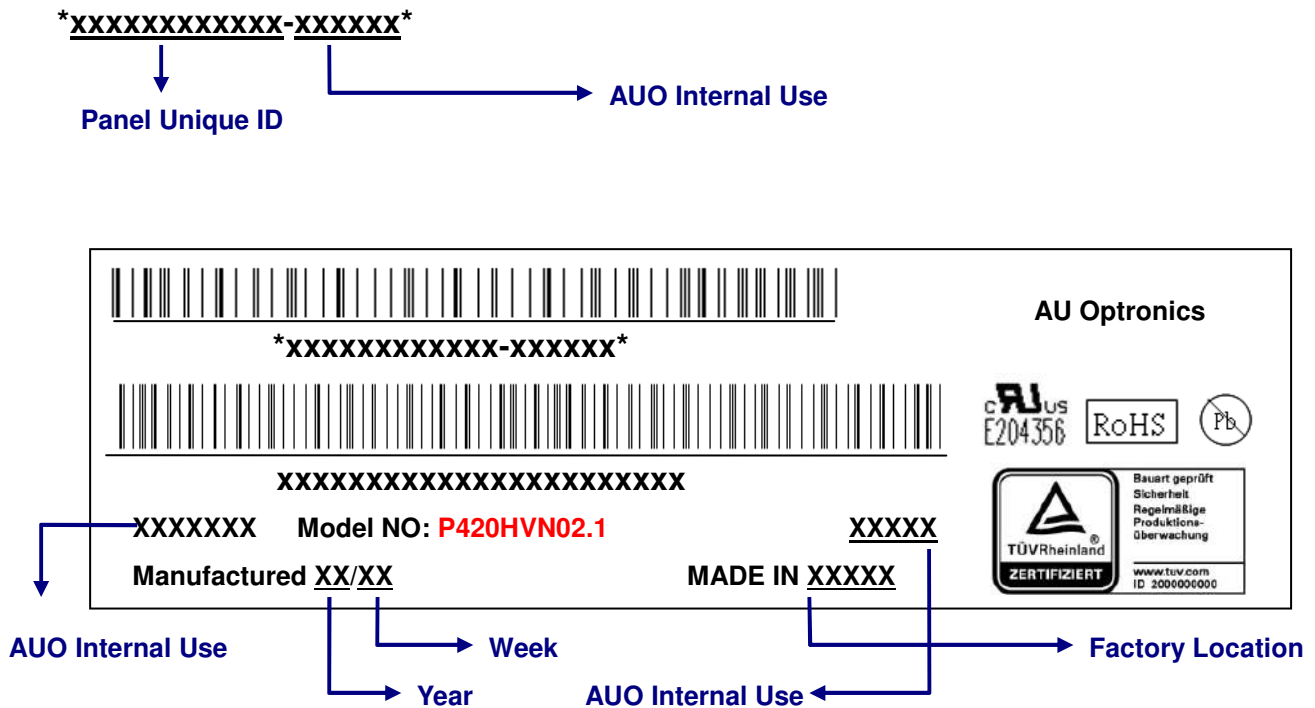 *xxxxxxxxxxxx-xxxxxx*
AUO Internal Use
Panel Unique ID
AU Optronics
*xxxxxxxxxxxx-xxxxxx*
c RU us
E204356
RoHS
Pb
xxxxxxxxxxxxxxxxxxxxxxx
Bauart geprüft
Sicherheit
Regelmäßige
Produktions-
überwachung
TÜVRheinland®
ZERTIFIZIERT
www.tuv.com
ID 2000000000
XXXXXXX Model NO: P420HVN02.1 XXXXX
Manufactured XX/XX MADE IN XXXXX
AUO Internal Use
Week
Factory Location
Year
AUO Internal Use